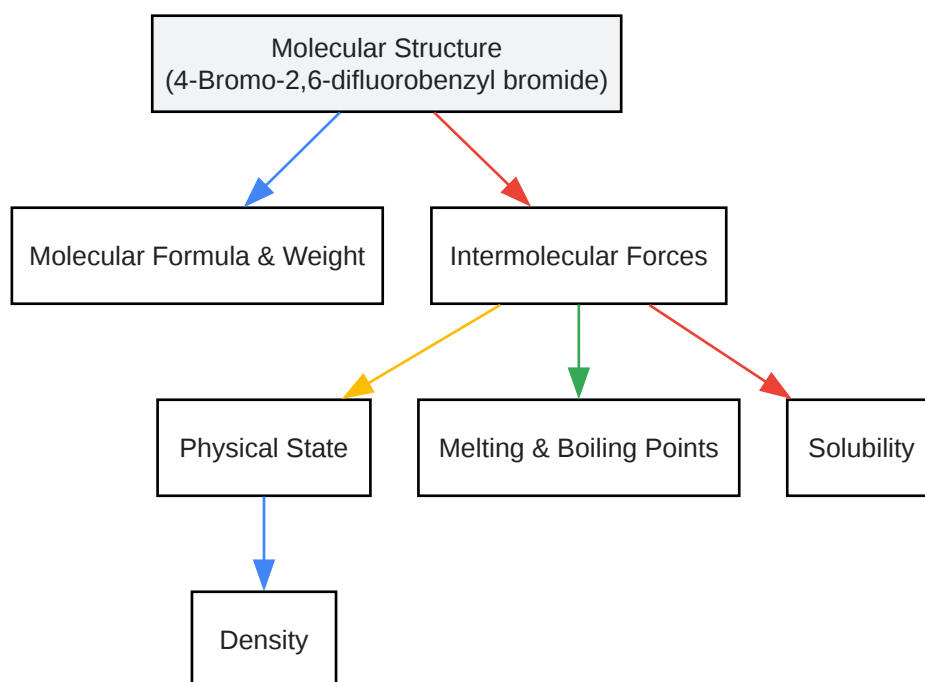 Molecular Structure
(4-Bromo-2,6-difluorobenzyl bromide)
Molecular Formula & Weight
Intermolecular Forces
Physical State
Melting & Boiling Points
Solubility
Density